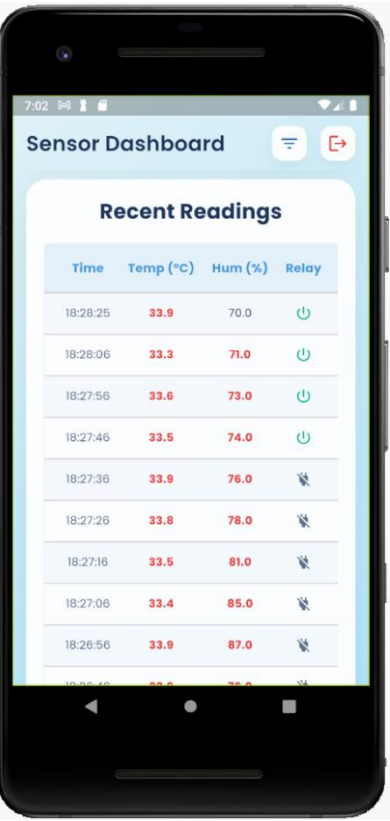 7:02
Sensor Dashboard
Recent Readings
Time Temp (°C) Hum (%) Relay
18:28:25 33.9 70.0
18:28:06 33.3 71.0
18:27:56 33.6 73.0
18:27:46 33.5 74.0
18:27:36 33.9 76.0
18:27:26 33.8 78.0
18:27:16 33.5 81.0
18:27:06 33.4 85.0
18:26:56 33.9 87.0